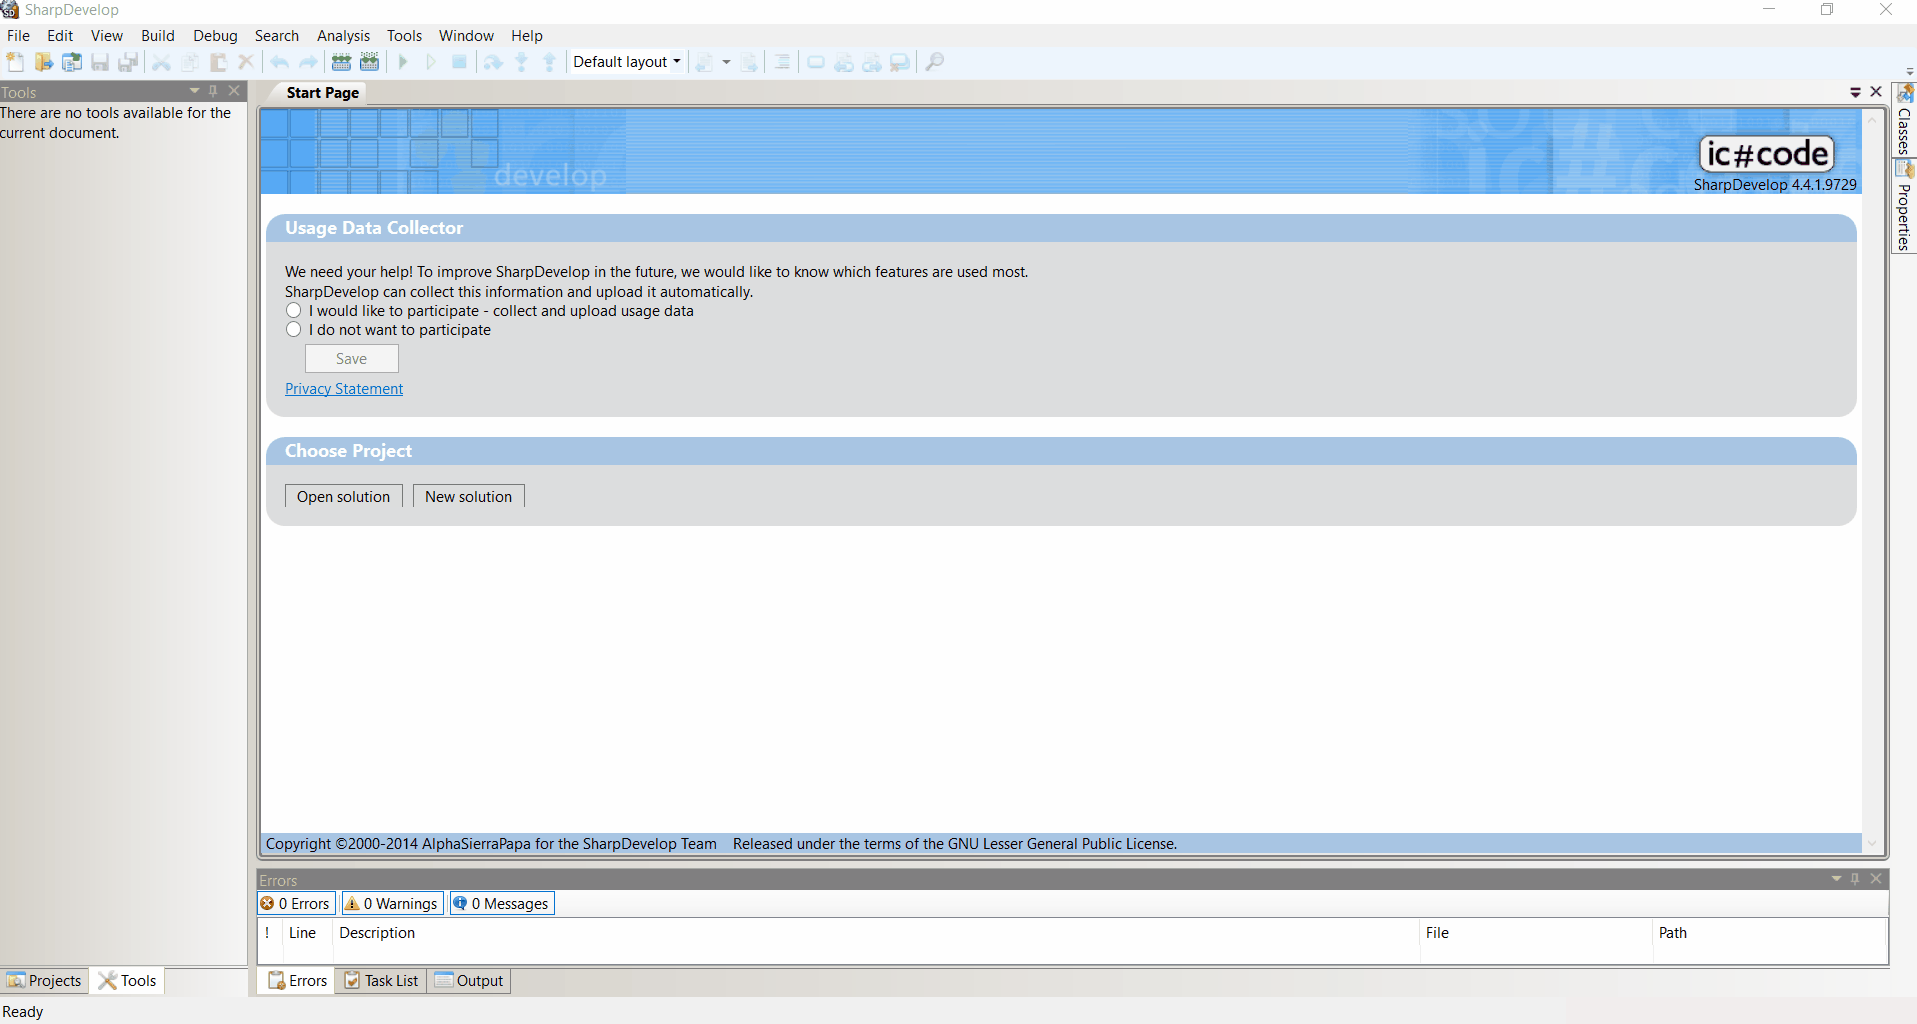 SharpDevelop
File Edit View Build Debug Search Analysis Tools Window Help
Default layout
Tools
There are no tools available for the
current document.
Start Page
develop
ic#code
SharpDevelop 4.4.1.9729
Usage Data Collector
We need your help! To improve SharpDevelop in the future, we would like to know which features are used most.
SharpDevelop can collect this information and upload it automatically.
I would like to participate - collect and upload usage data
I do not want to participate
Save
Privacy Statement
Choose Project
Open solution New solution
Copyright ©2000-2014 AlphaSierraPapa for the SharpDevelop Team Released under the terms of the GNU Lesser General Public License.
Classes
Properties
Errors
0 Errors 0 Warnings 0 Messages
! Line Description File Path
Projects Tools
Errors Task List Output
Ready